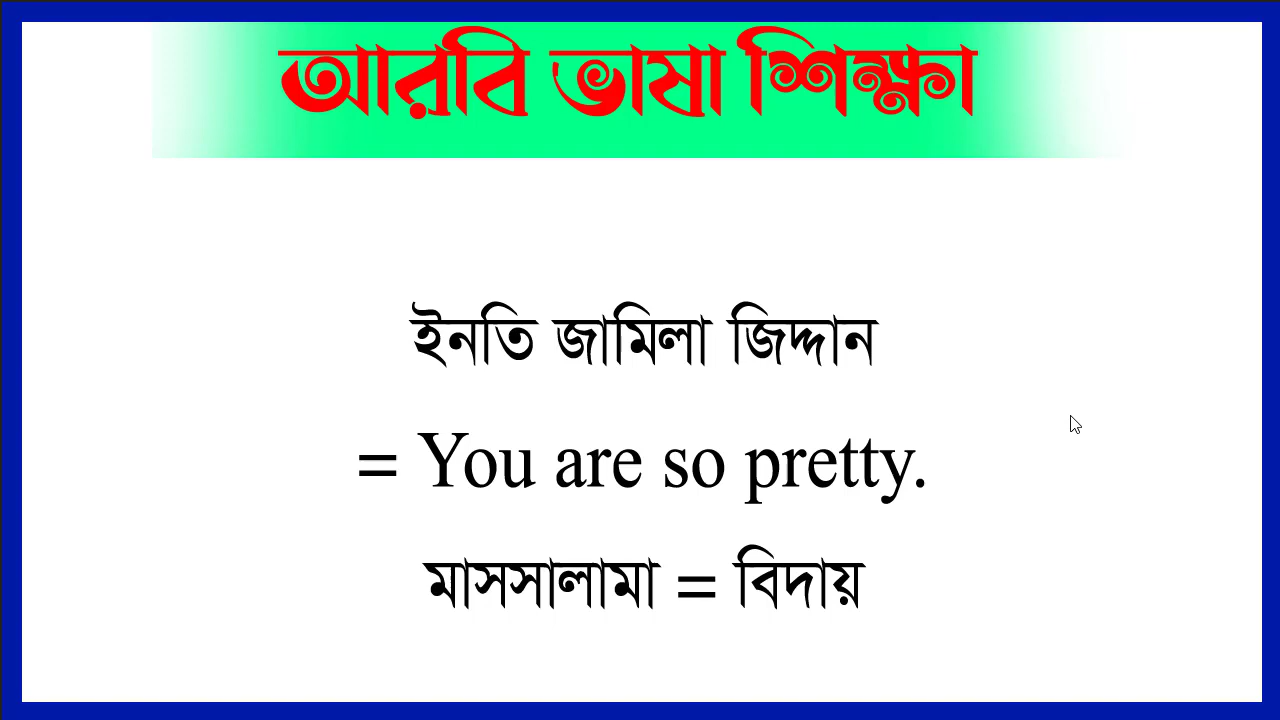 আরবি ভাষা শিক্ষা
ইনতি জামিলা জিদ্দান
= You are so pretty.
মাসসালামা = বিদায়